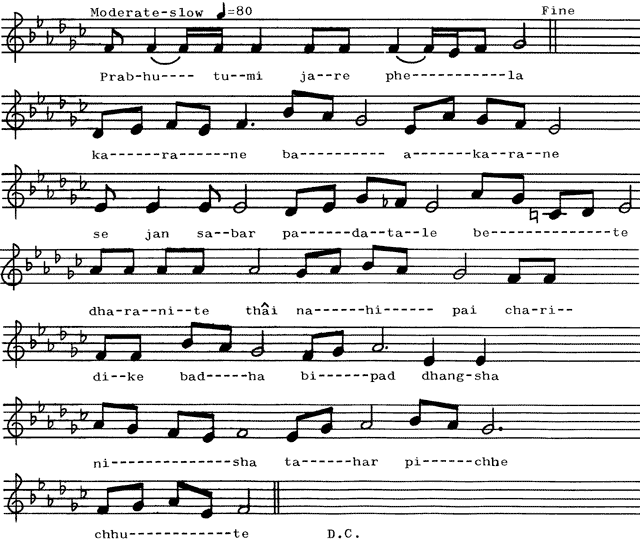 Moderate-slow ♩=80 Fine
Prab-hu---- tu-mi ja--re phe-----------la
ka------ra-----ne ba---------- a------ka-ra--ne
se jan sa--bar pa-----da-ta--le be------------te
dha-ra--ni--te thâi na----hi------ pai cha-ri--
di--ke bad-----ha bi----pad dhang-sha
ni---------------sha ta-----har pi-----chhe
chhu------------te D.C.